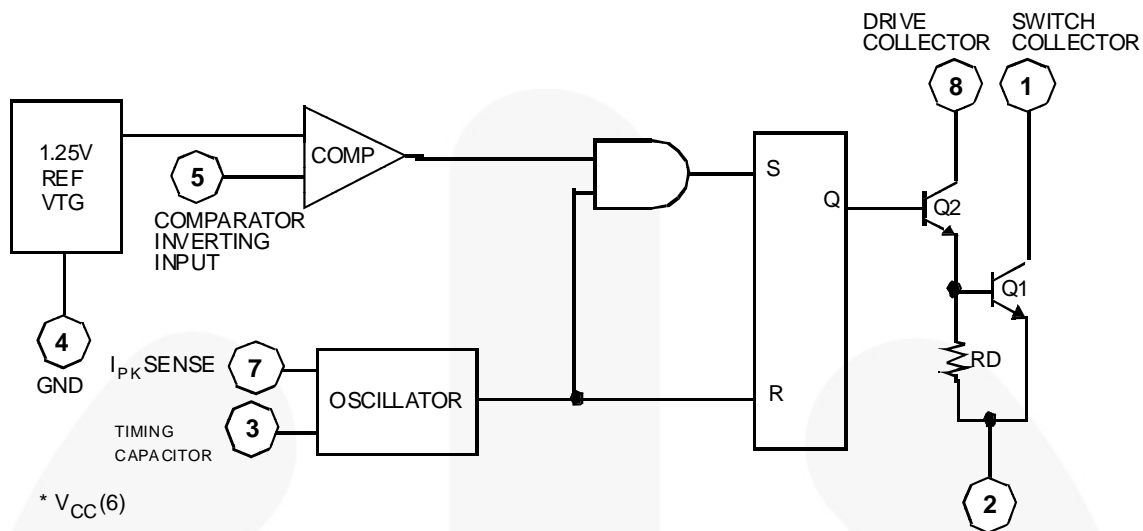 DRIVE
COLLECTOR
SWITCH
COLLECTOR
8
1
1.25V
REF
VTG
COMP
5
COMPARATOR
INVERTING
INPUT
S
Q
Q2
Q1
4
GND
IPK SENSE
7
OSCILLATOR
R
RD
3
TIMING
CAPACITOR
2
* VCC(6)